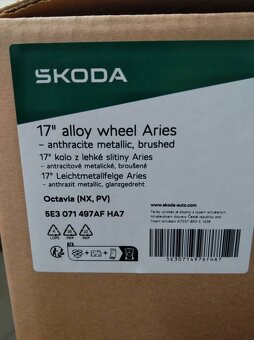 ŠKODA
17" alloy wheel Aries
– anthracite metallic, brushed
17" kolo z lehké slitiny Aries
– antracitové metalické, broušené
17" Leichtmetallfelge Aries
– anthrazit metallic, glanzgedreht
Octavia (NX, PV)
5E3 071 497AF HA7
www.skoda-auto.com
5E3071497AFHA7